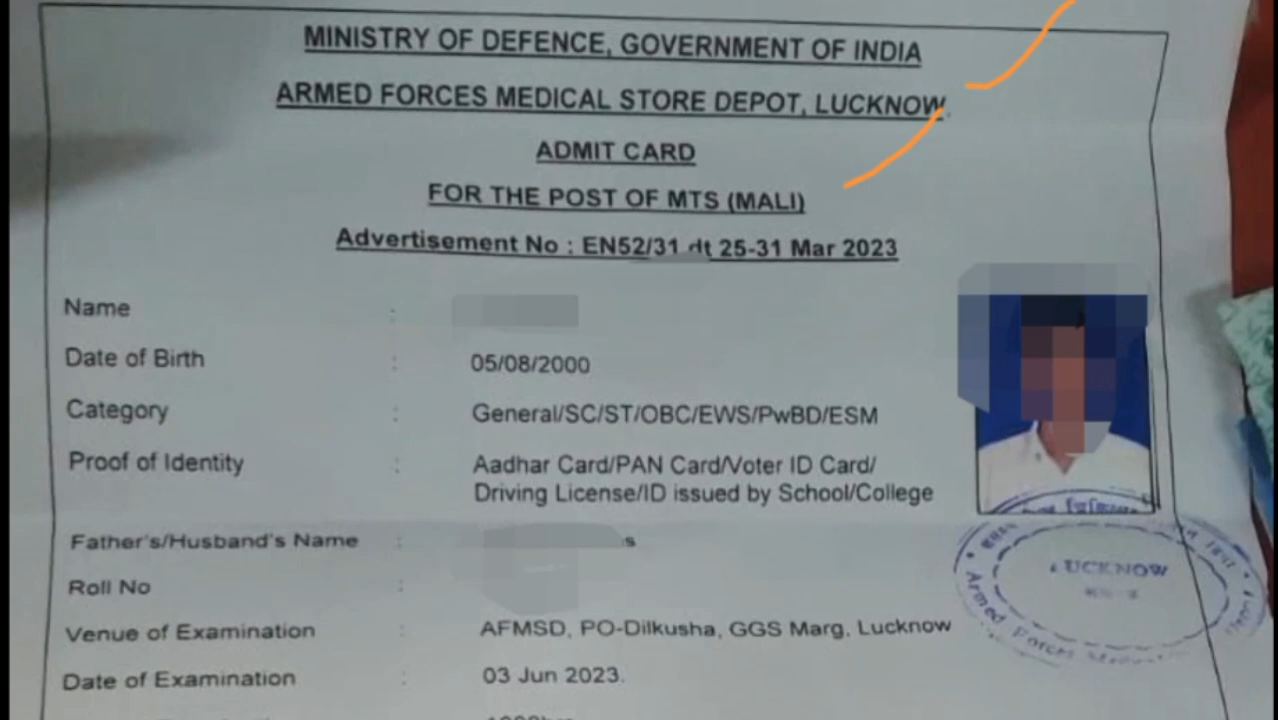 MINISTRY OF DEFENCE, GOVERNMENT OF INDIA
ARMED FORCES MEDICAL STORE DEPOT, LUCKNOW
ADMIT CARD
FOR THE POST OF MTS (MALI)
Advertisement No : EN52/31 dt 25-31 Mar 2023
Name :
Date of Birth : 05/08/2000
Category : General/SC/ST/OBC/EWS/PwBD/ESM
Proof of Identity : Aadhar Card/PAN Card/Voter ID Card/
Driving License/ID issued by School/College
Father's/Husband's Name : s
Roll No :
Venue of Examination : AFMSD, PO-Dilkusha, GGS Marg, Lucknow
Date of Examination : 03 Jun 2023.
LUCKNOW
Armed Forces